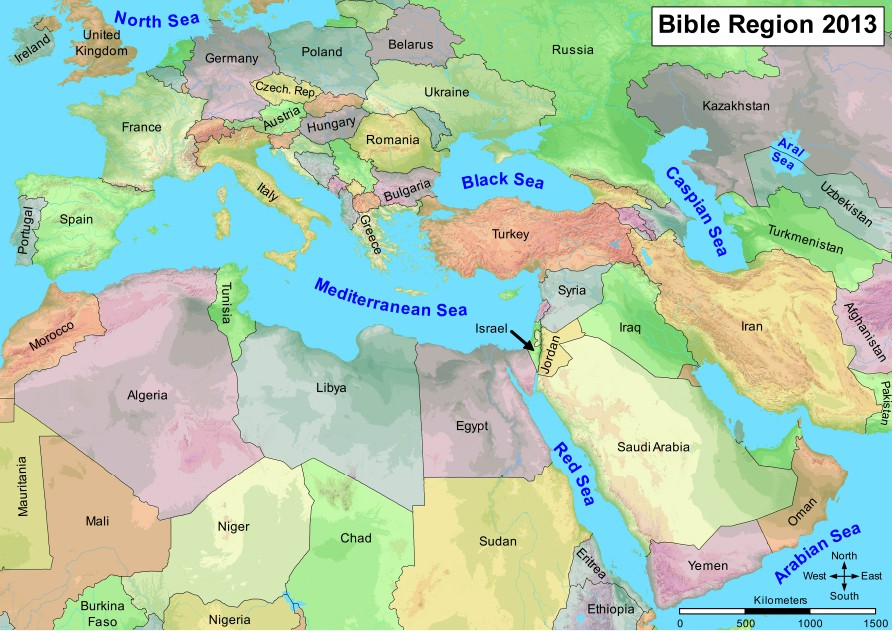 Bible Region 2013
North Sea
Ireland
United
Kingdom
Germany
Poland
Belarus
Russia
Czech. Rep.
Ukraine
Kazakhstan
France
Austria
Hungary
Romania
Aral
Sea
Black Sea
Caspian Sea
Uzbekistan
Portugal
Spain
Italy
Bulgaria
Greece
Turkey
Turkmenistan
Mediterranean Sea
Syria
Tunisia
Morocco
Israel
Jordan
Iraq
Iran
Afghanistan
Algeria
Libya
Egypt
Pakistan
Saudi Arabia
Red Sea
Mauritania
Mali
Niger
Chad
Sudan
Oman
Arabian Sea
Eritrea
Yemen
North
West
East
South
Burkina
Faso
Nigeria
Ethiopia
Kilometers
0 500 1000 1500